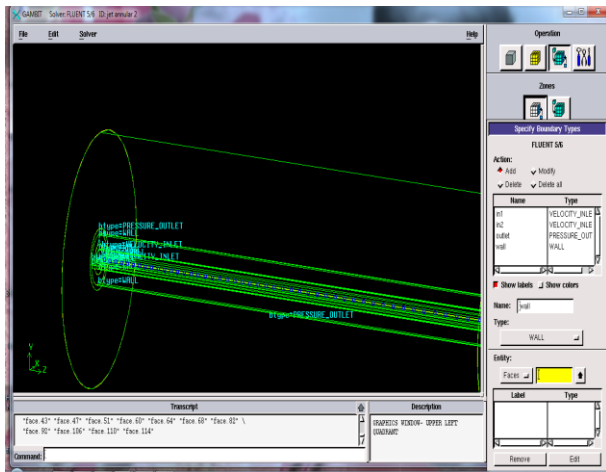 GAMBIT Solver: FLUENT 5/6 ID: jet annular 2
File Edit Solver Help
Operation
Zones
Specify Boundary Types
FLUENT 5/6
Action:
Add Modify
Delete Delete all
Name Type
in1 VELOCITY_INLE
in2 VELOCITY_INLE
outlet PRESSURE_OUT
wall WALL
Show labels Show colors
Name: wall
Type:
WALL
Entity:
Faces
Label Type
Remove Edit
btype=PRESSURE_OUTLET
btype=WALL
btype=VELOCITY_INLET
VELOCITY_INLET
btype=WALL
btype=PRESSURE_OUTLET
Y
X
Z
Transcript
"face.43" "face.47" "face.51" "face.60" "face.64" "face.68" "face.81" \
"face.92" "face.106" "face.110" "face.114"
Command:
Description
GRAPHICS WINDOW- UPPER LEFT
QUADRANT